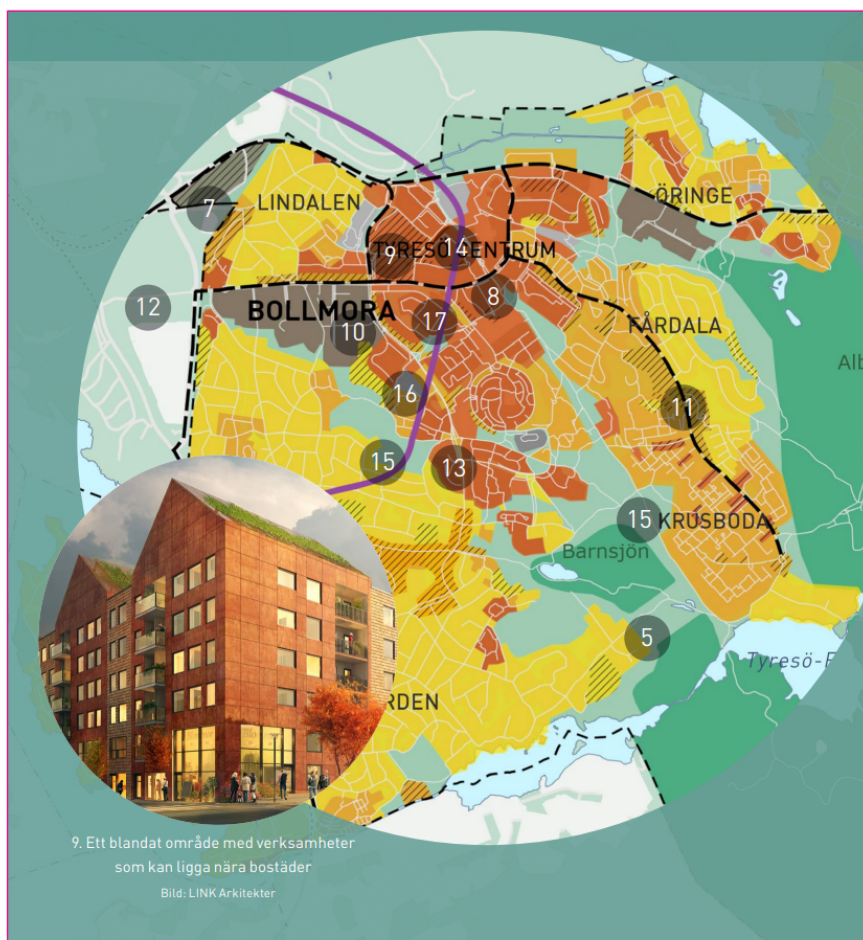 ÖRINGE
LINDALEN
7
TYRESÖ CENTRUM
9
14
12
BOLLMORA
8
17
10
FÅRDALA
Alb
16
11
15
13
15
KRUSBODA
Barnsjön
5
Tyresö-F
RDEN
9. Ett blandat område med verksamheter
som kan ligga nära bostäder
Bild: LINK Arkitekter